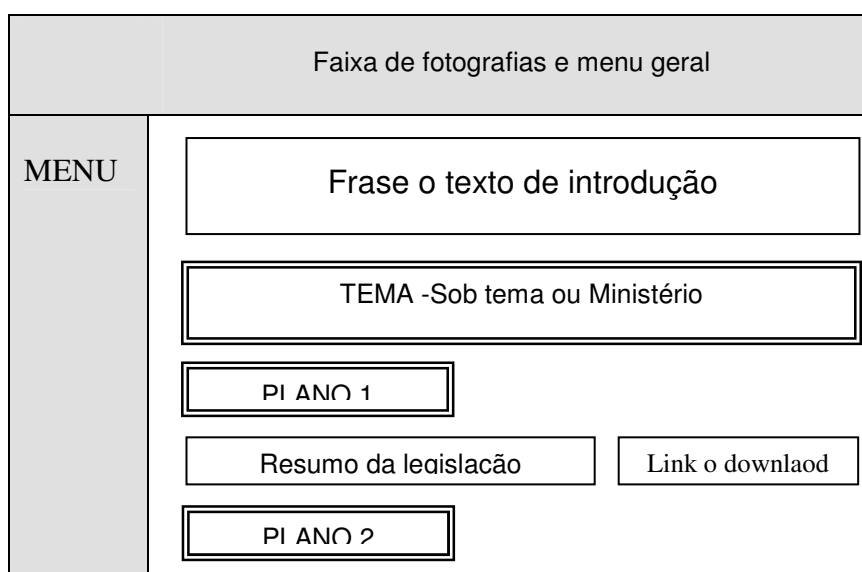 Faixa de fotografias e menu geral
MENU
Frase o texto de introdução
TEMA -Sob tema ou Ministério
PLANO 1
Resumo da legislação
Link o downlaod
PLANO 2